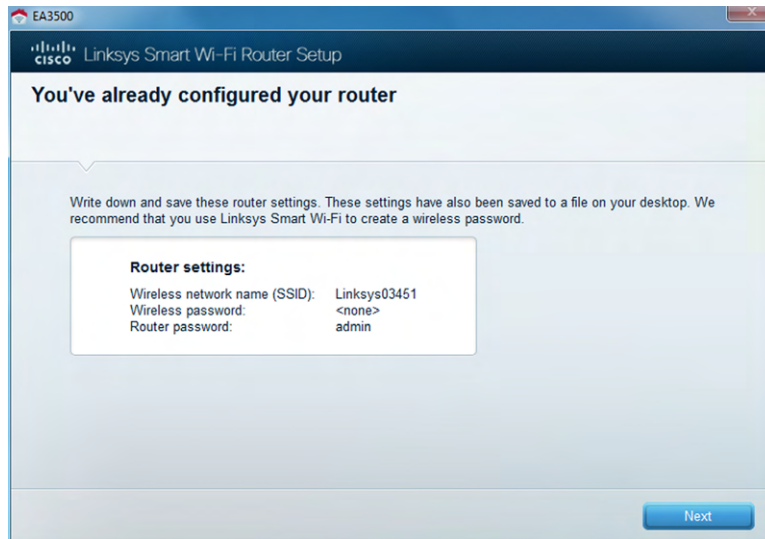 EA3500
CISCO Linksys Smart Wi-Fi Router Setup
You've already configured your router
Write down and save these router settings. These settings have also been saved to a file on your desktop. We
recommend that you use Linksys Smart Wi-Fi to create a wireless password.
Router settings:
Wireless network name (SSID): Linksys03451
Wireless password: <none>
Router password: admin
Next